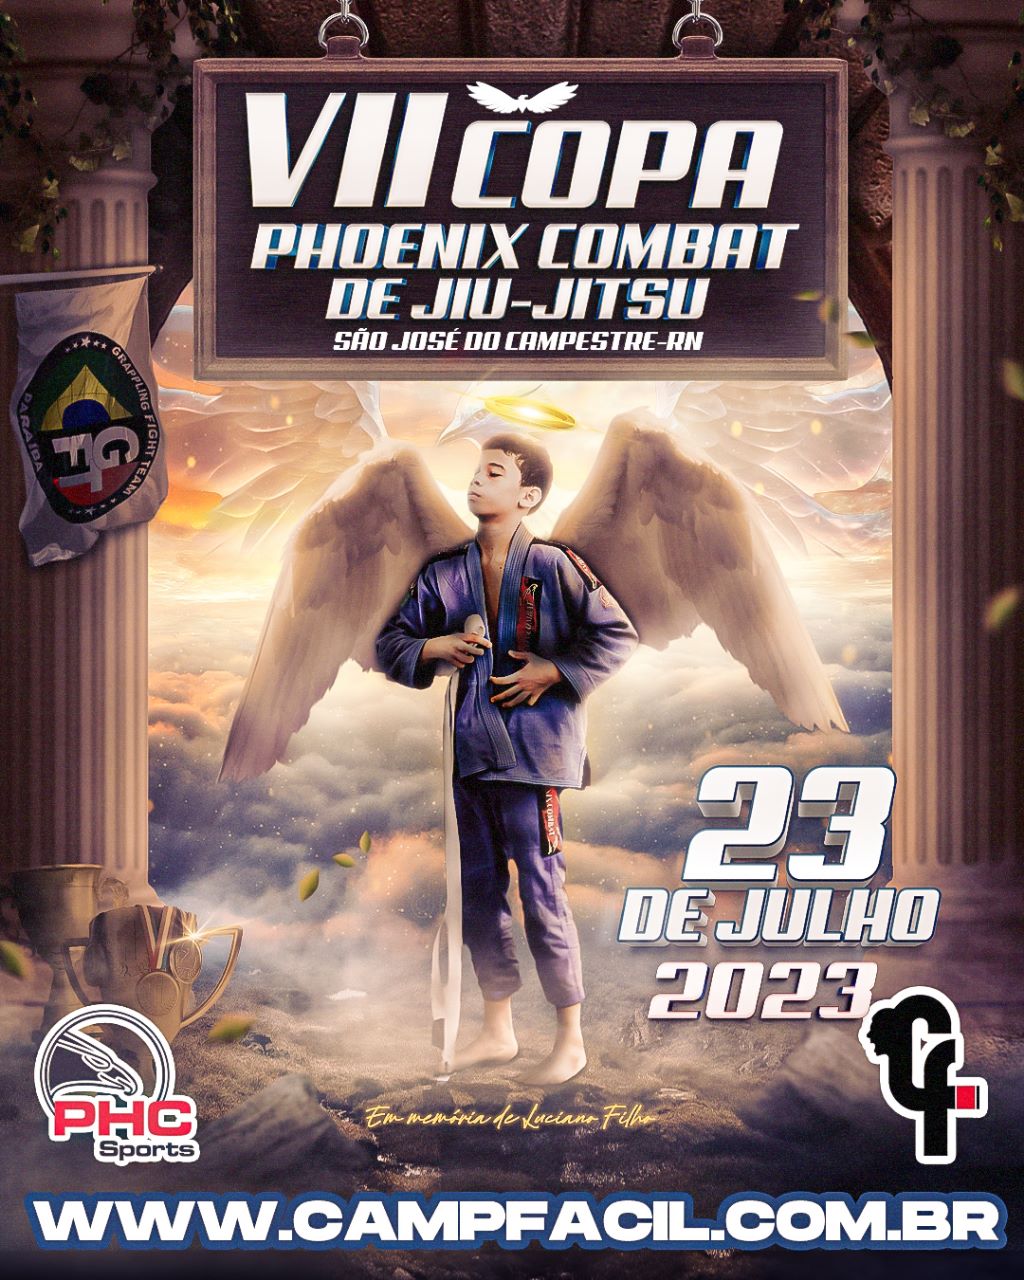 VII COPA
PHOENIX COMBAT
DE JIU-JITSU
SÃO JOSÉ DO CAMPESTRE-RN
GRAPPLING FIGHT TEAM
PARAÍBA
GFT
23
DE JULHO
2023
PHC
Sports
Em memória de Luciano Filho
WWW.CAMPFACIL.COM.BR